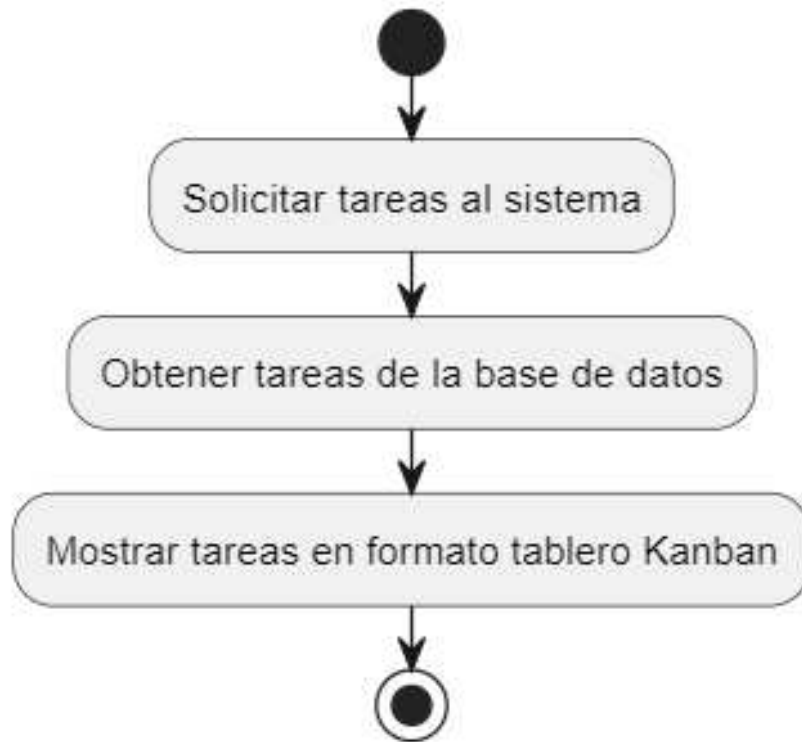 Solicitar tareas al sistema
Obtener tareas de la base de datos
Mostrar tareas en formato tablero Kanban